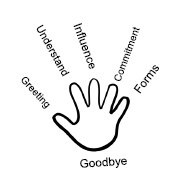 Greeting
Understand
Influence
Commitment
Forms
Goodbye